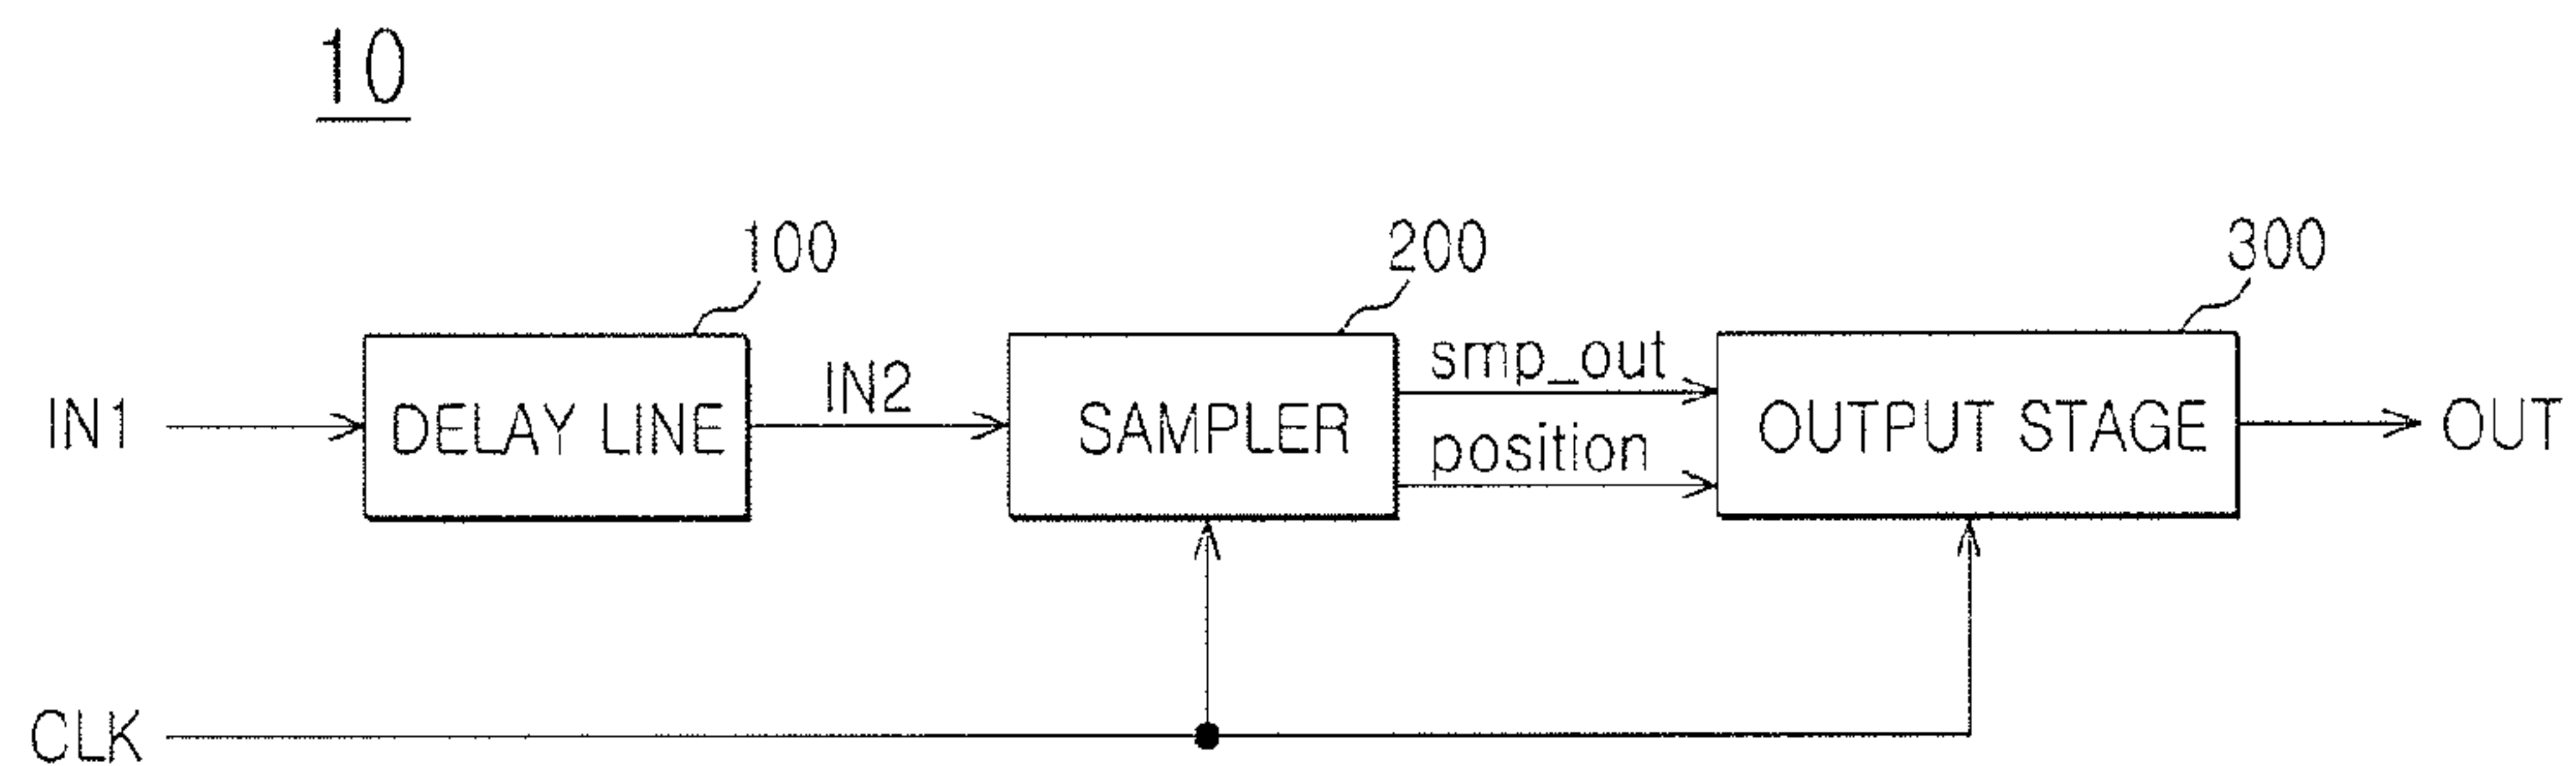 10
100
200
300
IN1
DELAY LINE
IN2
SAMPLER
smp_out
position
OUTPUT STAGE
OUT
CLK